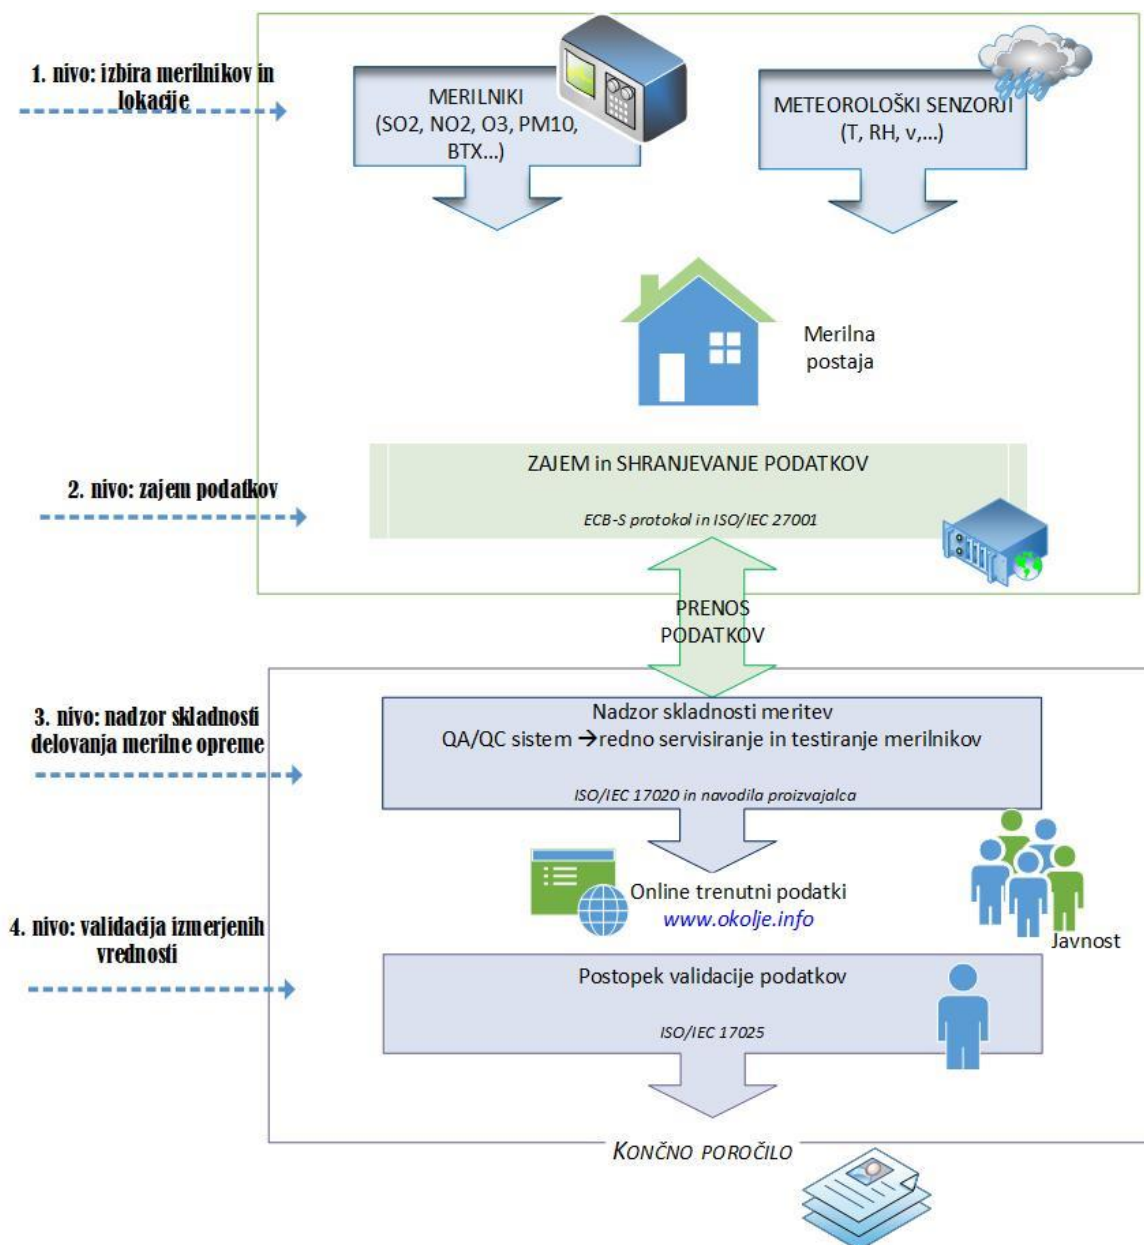 1. nivo: izbira merilnikov in
lokacije
MERILNIKI
(SO2, NO2, O3, PM10,
BTX...)
METEOROLOŠKI SENZORJI
(T, RH, v,...)
Merilna
postaja
2. nivo: zajem podatkov
ZAJEM in SHRANJEVANJE PODATKOV
ECB-S protokol in ISO/IEC 27001
PRENOS
PODATKOV
3. nivo: nadzor skladnosti
delovanja merilne opreme
Nadzor skladnosti meritev
QA/QC sistem →redno servisiranje in testiranje merilnikov
ISO/IEC 17020 in navodila proizvajalca
Online trenutni podatki
www.okolje.info
Javnost
4. nivo: validacija izmerjenih
vrednosti
Postopek validacije podatkov
ISO/IEC 17025
KONČNO POROČILO